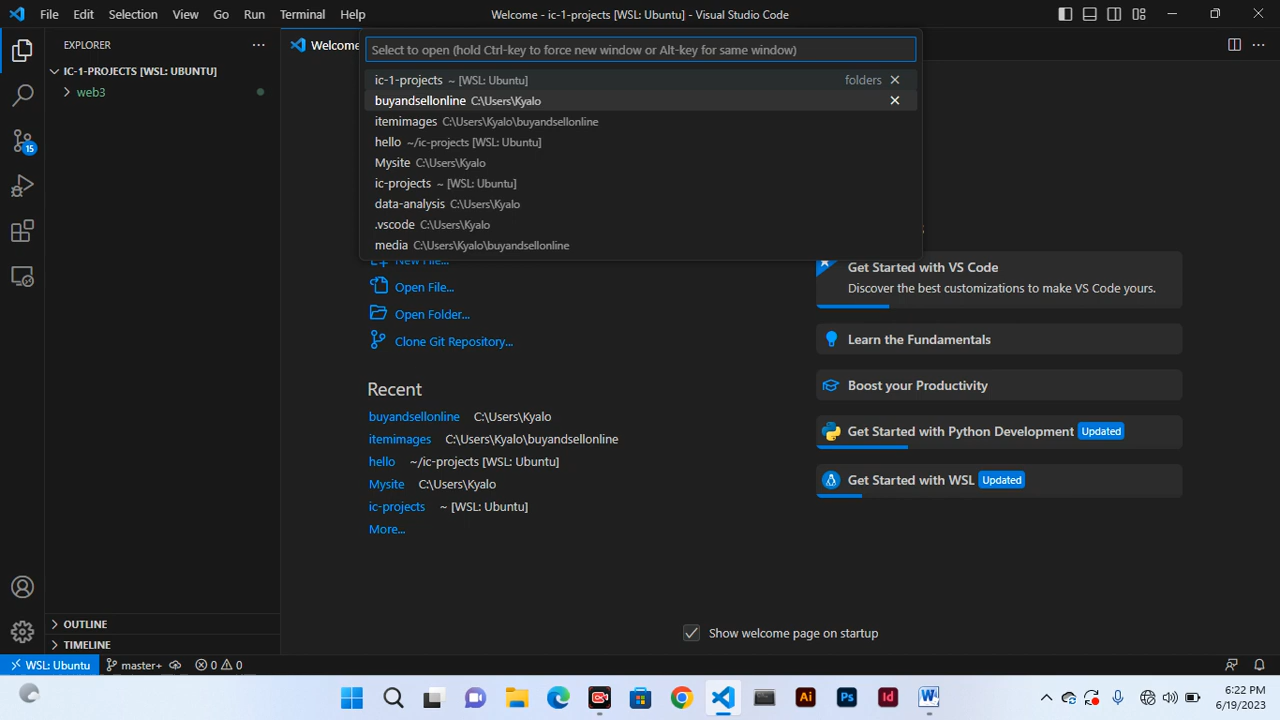 File Edit Selection View Go Run Terminal Help
Welcome - ic-1-projects [WSL: Ubuntu] - Visual Studio Code
EXPLORER
IC-1-PROJECTS [WSL: UBUNTU]
web3
15
OUTLINE
TIMELINE
Welcome
Select to open (hold Ctrl-key to force new window or Alt-key for same window)
ic-1-projects ~ [WSL: Ubuntu] folders
buyandsellonline C:\Users\Kyalo
itemimages C:\Users\Kyalo\buyandsellonline
hello ~/ic-projects [WSL: Ubuntu]
Mysite C:\Users\Kyalo
ic-projects ~ [WSL: Ubuntu]
data-analysis C:\Users\Kyalo
.vscode C:\Users\Kyalo
media C:\Users\Kyalo\buyandsellonline
New File...
Open File...
Open Folder...
Clone Git Repository...
Recent
buyandsellonline C:\Users\Kyalo
itemimages C:\Users\Kyalo\buyandsellonline
hello ~/ic-projects [WSL: Ubuntu]
Mysite C:\Users\Kyalo
ic-projects ~ [WSL: Ubuntu]
More...
Get Started with VS Code
Discover the best customizations to make VS Code yours.
Learn the Fundamentals
Boost your Productivity
Get Started with Python Development Updated
Get Started with WSL Updated
Show welcome page on startup
WSL: Ubuntu master+ 0 0
Ai Ps Id W
6:22 PM
6/19/2023